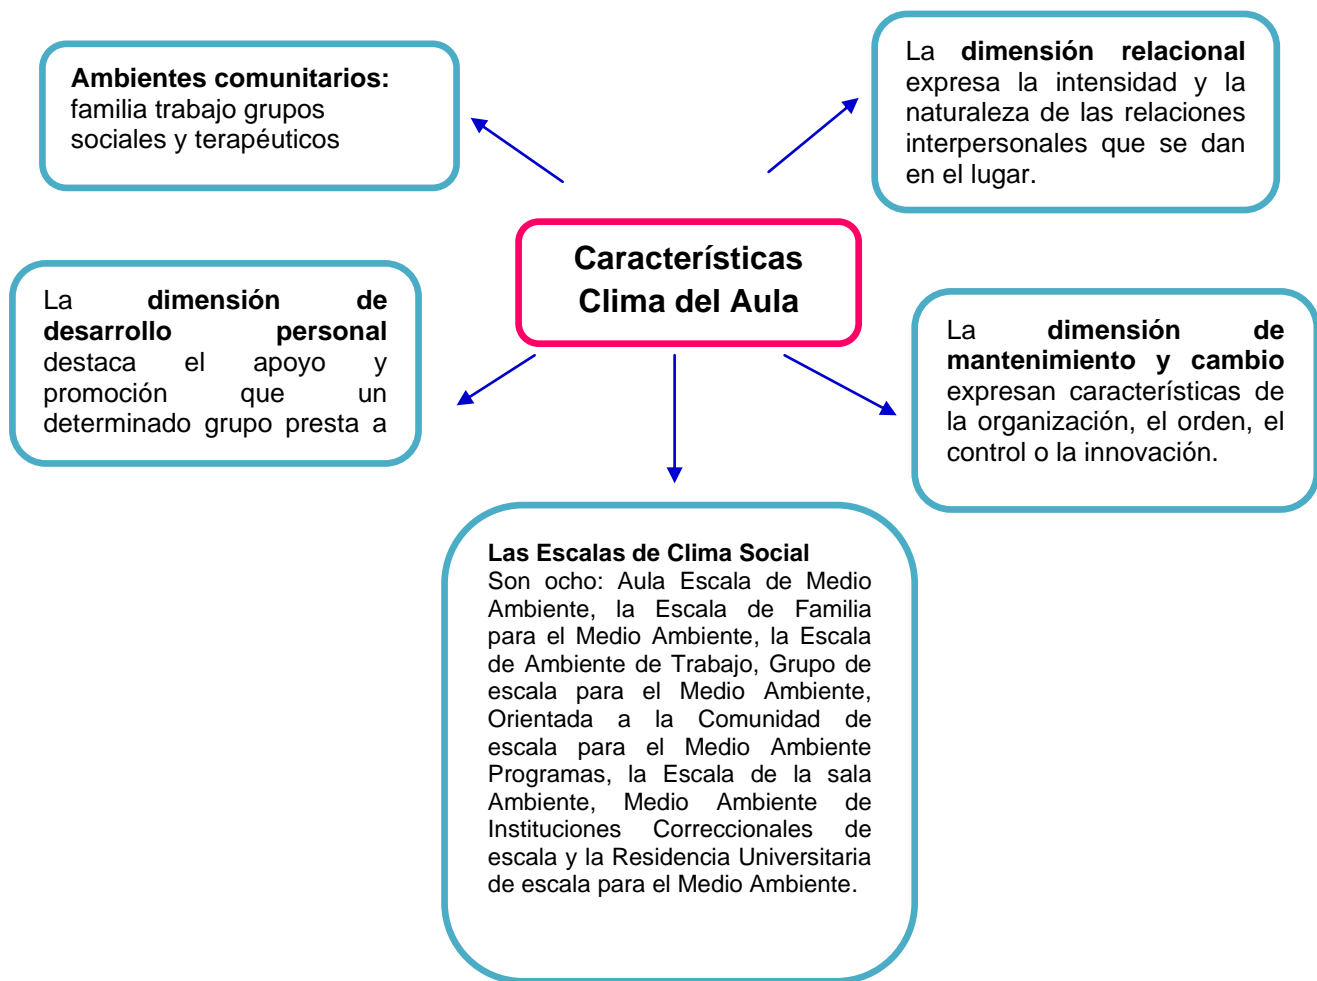 Ambientes comunitarios:
familia trabajo grupos
sociales y terapéuticos
La dimensión relacional
expresa la intensidad y la
naturaleza de las relaciones
interpersonales que se dan
en el lugar.
Características
Clima del Aula
La dimensión de
desarrollo personal
destaca el apoyo y
promoción que un
determinado grupo presta a
La dimensión de
mantenimiento y cambio
expresan características de
la organización, el orden, el
control o la innovación.
Las Escalas de Clima Social
Son ocho: Aula Escala de Medio
Ambiente, la Escala de Familia
para el Medio Ambiente, la Escala
de Ambiente de Trabajo, Grupo de
escala para el Medio Ambiente,
Orientada a la Comunidad de
escala para el Medio Ambiente
Programas, la Escala de la sala
Ambiente, Medio Ambiente de
Instituciones Correccionales de
escala y la Residencia Universitaria
de escala para el Medio Ambiente.